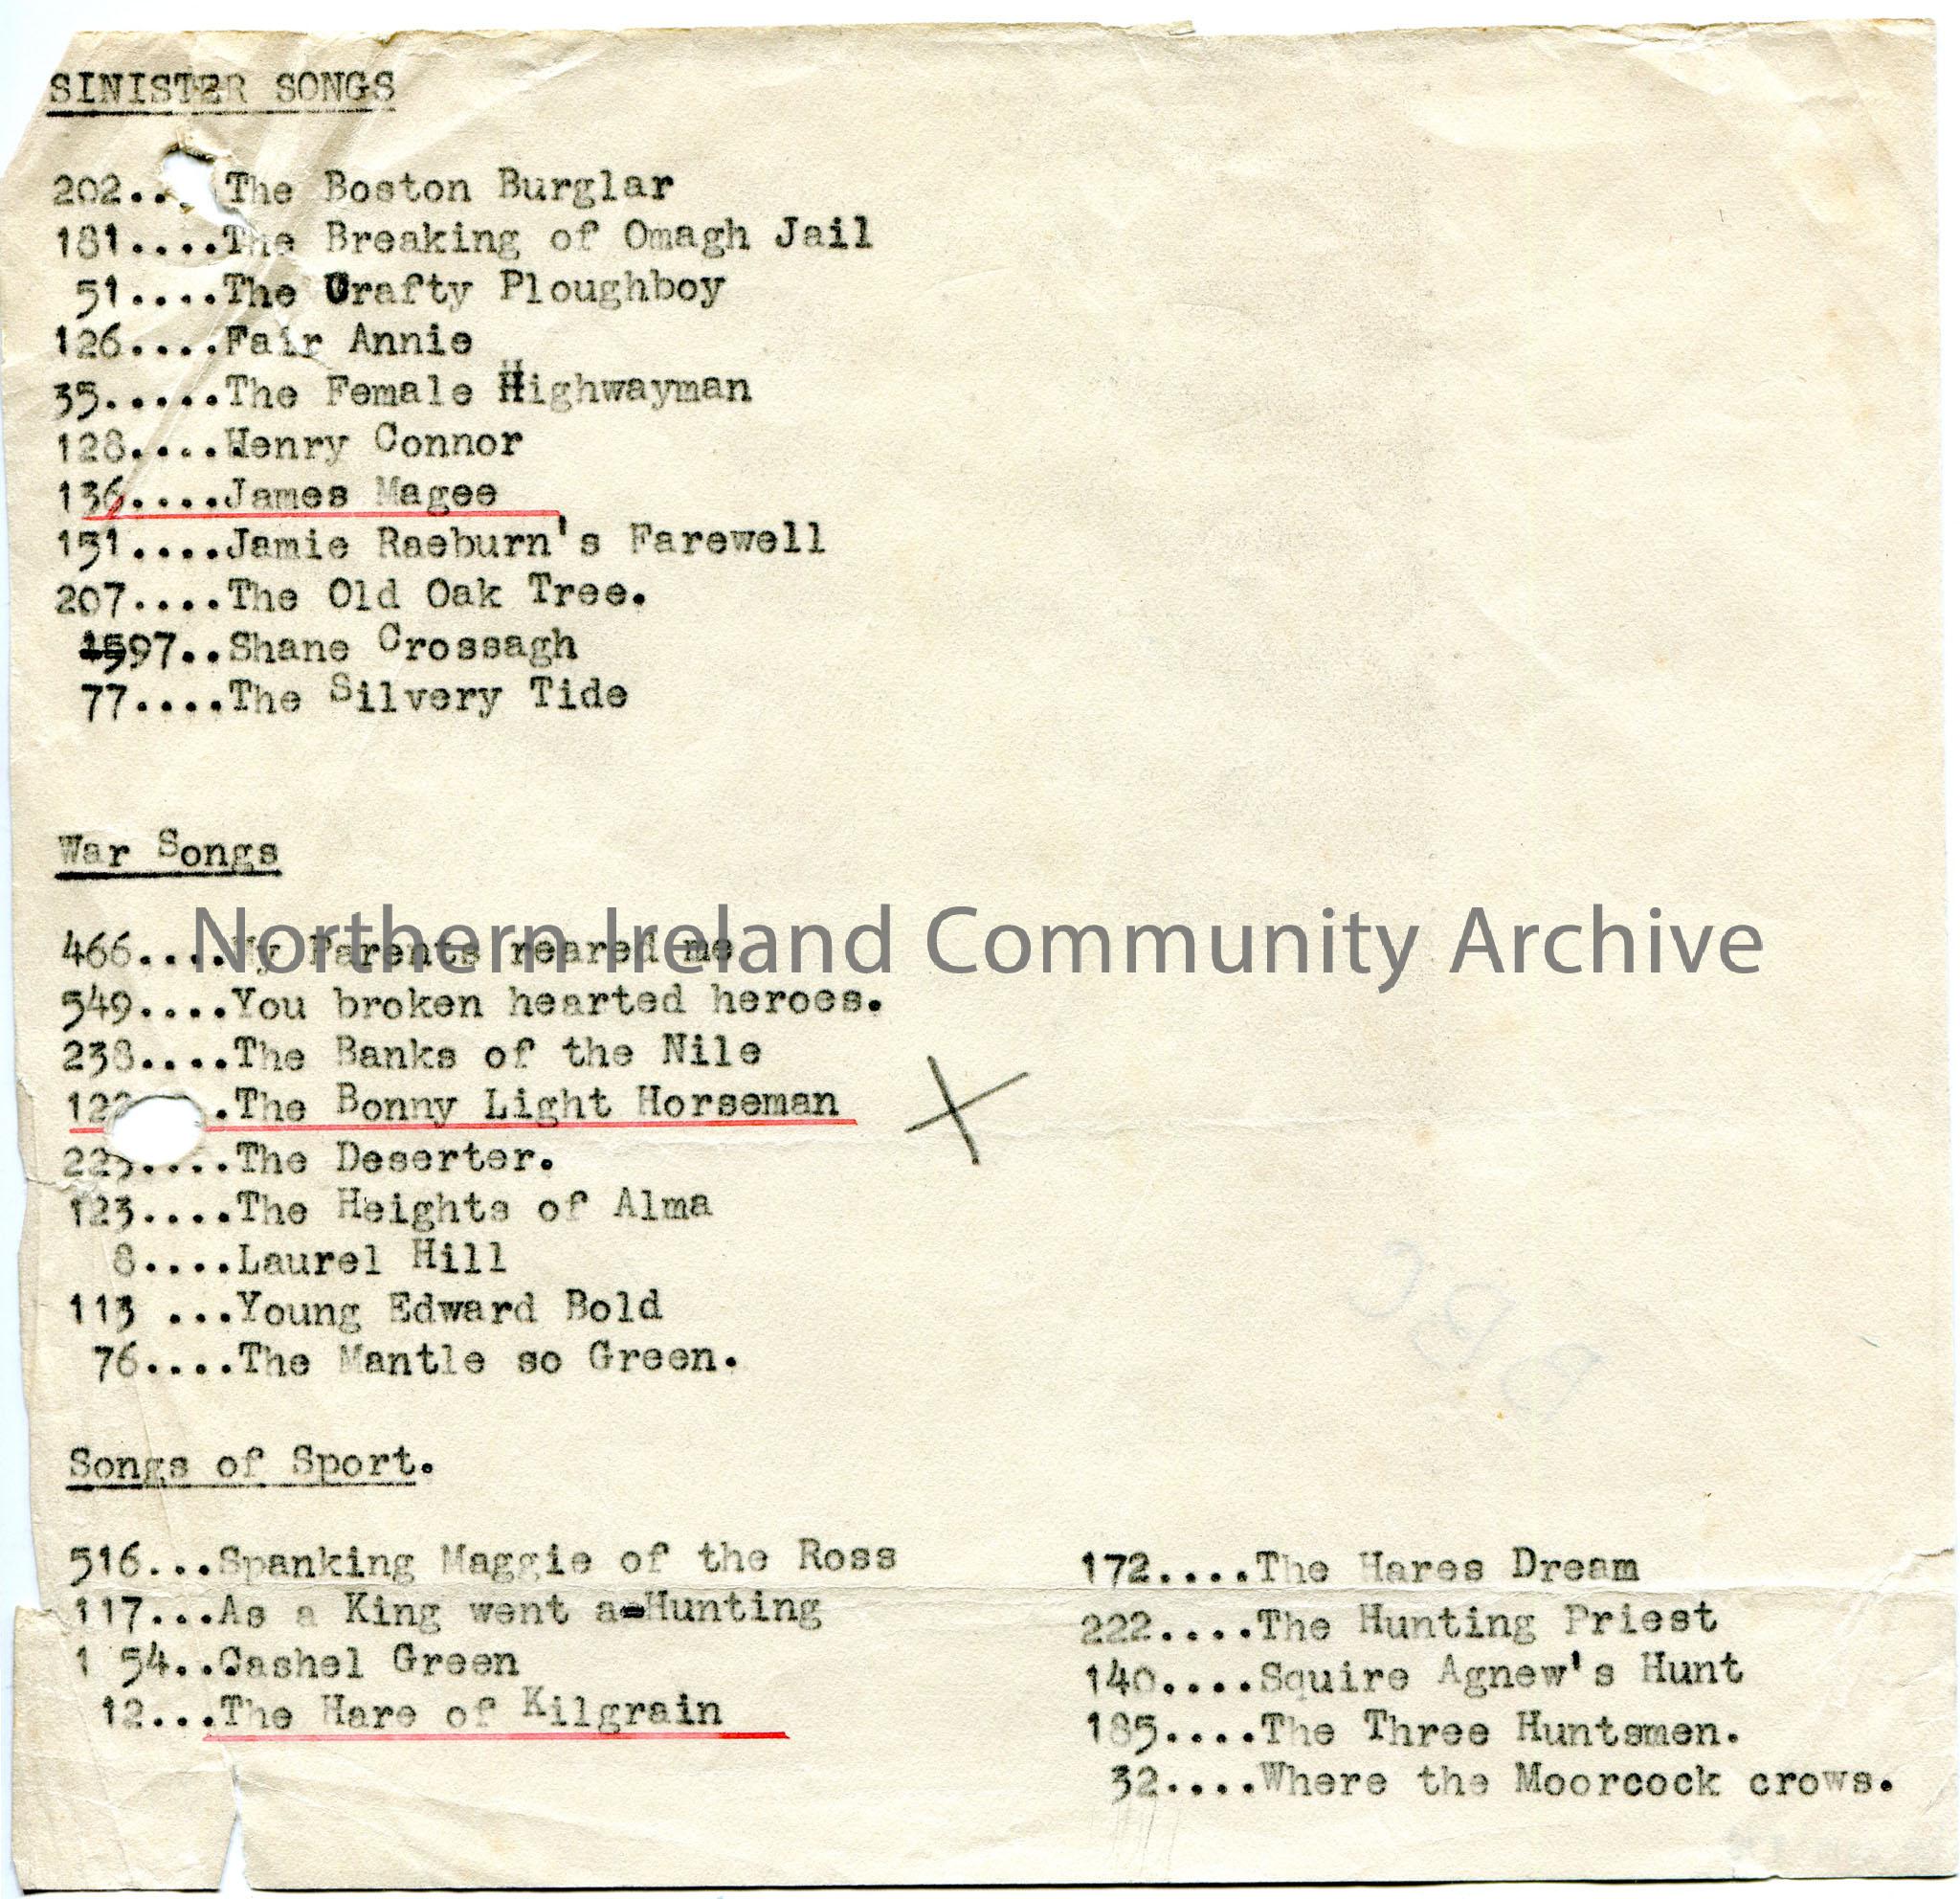 SINISTER SONGS
202... The Boston Burglar
181....The Breaking of Omagh Jail
51....The Crafty Ploughboy
126....Fair Annie
35.....The Female Highwayman
128....Henry Connor
136....James Magee
151....Jamie Raeburn's Farewell
207....The Old Oak Tree.
1597..Shane Crossagh
77....The Silvery Tide
War Songs
466....My Parents reared me
Northern Ireland Community Archive
549....You broken hearted heroes.
238....The Banks of the Nile
.The Bonny Light Horseman X
....The Deserter.
123....The Heights of Alma
8....Laurel Hill
113 ...Young Edward Bold
76....The Mantle so Green.
Songs of Sport.
516...Spanking Maggie of the Ross
117...As a King went a-Hunting
1 54..Cashel Green
12...The Hare of Kilgrain
172....The Hares Dream
222....The Hunting Priest
140....Squire Agnew's Hunt
185....The Three Huntsmen.
32....Where the Moorcock crows.